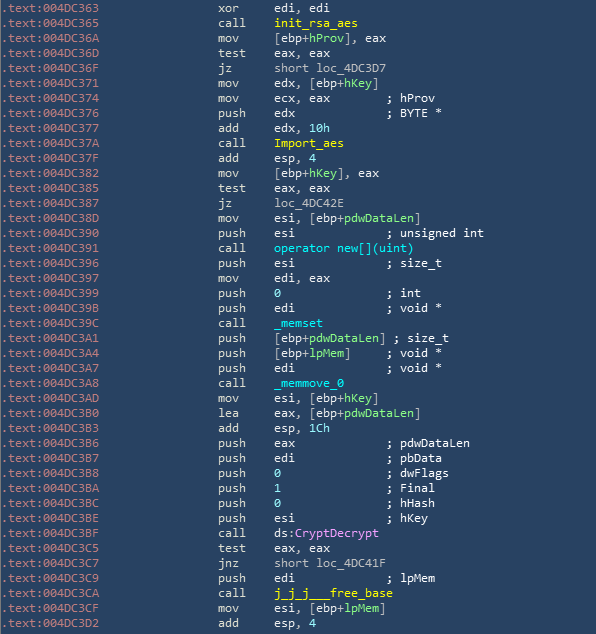 .text:004DC363 xor edi, edi
.text:004DC365 call init_rsa_aes
.text:004DC36A mov [ebp+hProv], eax
.text:004DC36D test eax, eax
.text:004DC36F jz short loc_4DC3D7
.text:004DC371 mov edx, [ebp+hKey]
.text:004DC374 mov ecx, eax ; hProv
.text:004DC376 push edx ; BYTE *
.text:004DC377 add edx, 10h
.text:004DC37A call Import_aes
.text:004DC37F add esp, 4
.text:004DC382 mov [ebp+hKey], eax
.text:004DC385 test eax, eax
.text:004DC387 jz loc_4DC42E
.text:004DC38D mov esi, [ebp+pdwDataLen]
.text:004DC390 push esi ; unsigned int
.text:004DC391 call operator new[](uint)
.text:004DC396 push esi ; size_t
.text:004DC397 mov edi, eax
.text:004DC399 push 0 ; int
.text:004DC39B push edi ; void *
.text:004DC39C call _memset
.text:004DC3A1 push [ebp+pdwDataLen] ; size_t
.text:004DC3A4 push [ebp+lpMem] ; void *
.text:004DC3A7 push edi ; void *
.text:004DC3A8 call _memmove_0
.text:004DC3AD mov esi, [ebp+hKey]
.text:004DC3B0 lea eax, [ebp+pdwDataLen]
.text:004DC3B3 add esp, 1Ch
.text:004DC3B6 push eax ; pdwDataLen
.text:004DC3B7 push edi ; pbData
.text:004DC3B8 push 0 ; dwFlags
.text:004DC3BA push 1 ; Final
.text:004DC3BC push 0 ; hHash
.text:004DC3BE push esi ; hKey
.text:004DC3BF call ds:CryptDecrypt
.text:004DC3C5 test eax, eax
.text:004DC3C7 jnz short loc_4DC41F
.text:004DC3C9 push edi ; lpMem
.text:004DC3CA call j_j_j___free_base
.text:004DC3CF mov esi, [ebp+lpMem]
.text:004DC3D2 add esp, 4